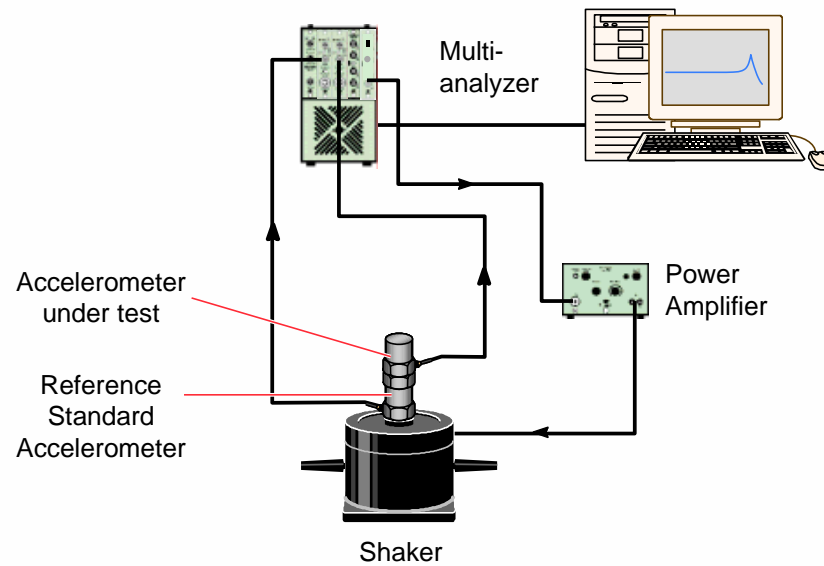 Multi-
analyzer
Accelerometer
under test
Power
Amplifier
Reference
Standard
Accelerometer
Shaker